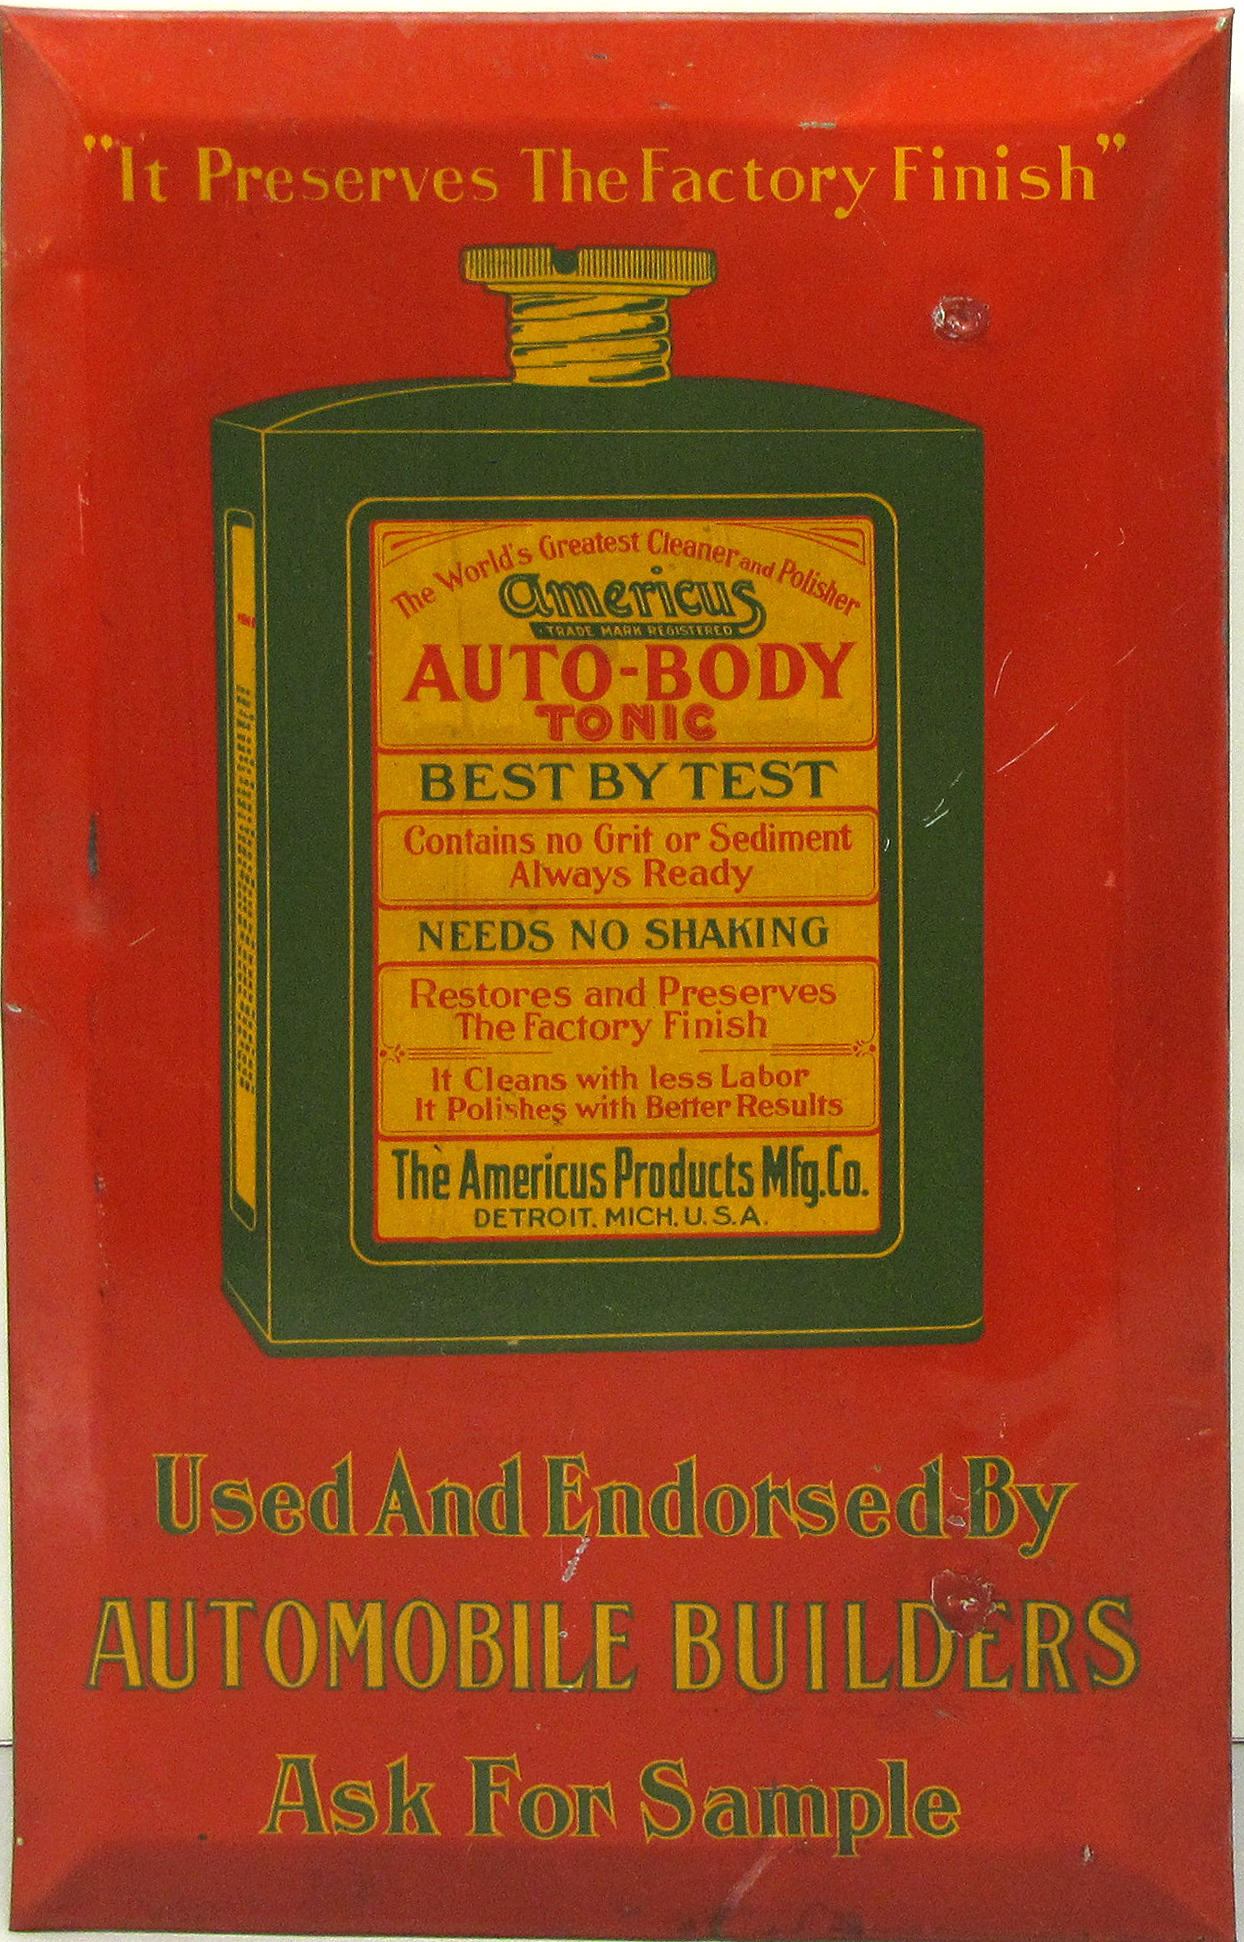 "It Preserves The Factory Finish"
The World's Greatest Cleaner and Polisher
Americus
TRADE MARK REGISTERED
AUTO-BODY
TONIC
BEST BY TEST
Contains no Grit or Sediment
Always Ready
NEEDS NO SHAKING
Restores and Preserves
The Factory Finish
It Cleans with less Labor
It Polishes with Better Results
The Americus Products Mfg. Co.
DETROIT, MICH. U.S.A.
Used And Endorsed By
AUTOMOBILE BUILDERS
Ask For Sample